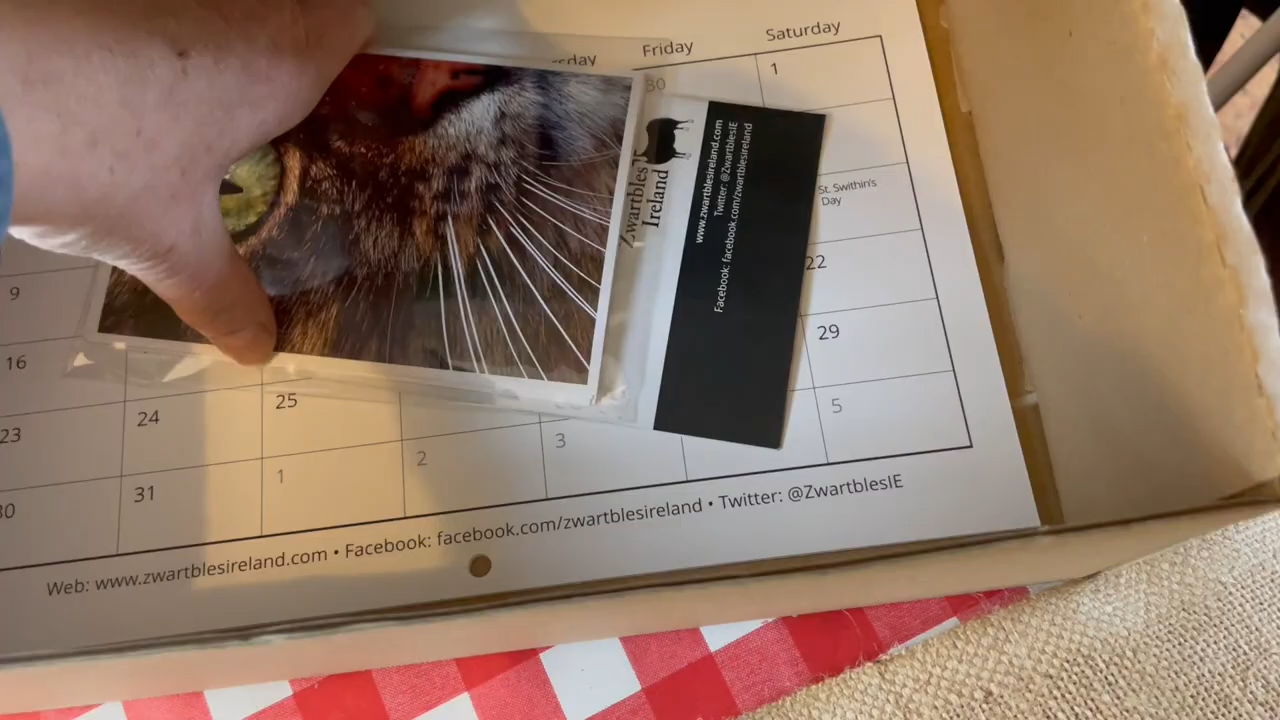 Friday
Saturday
30
1
Zwartbles
Ireland
www.zwartblesireland.com
Twitter: @ZwartblesIE
Facebook: facebook.com/zwartblesireland
St. Swithin's
Day
9
22
16
29
23
24
25
5
30
31
1
2
3
Web: www.zwartblesireland.com • Facebook: facebook.com/zwartblesireland • Twitter: @ZwartblesIE